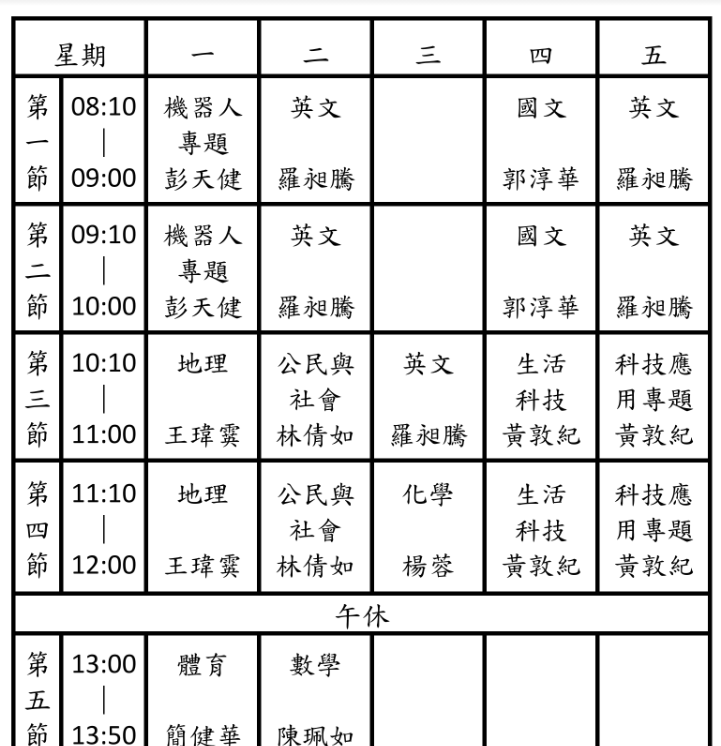 星期 一 二 三 四 五
第一節 08:10 | 09:00 機器人專題 彭天健 英文 羅昶騰 國文 郭淳華 英文 羅昶騰
第二節 09:10 | 10:00 機器人專題 彭天健 英文 羅昶騰 國文 郭淳華 英文 羅昶騰
第三節 10:10 | 11:00 地理 王瑋霙 公民與社會 林倩如 英文 羅昶騰 生活科技 黃敦紀 科技應用專題 黃敦紀
第四節 11:10 | 12:00 地理 王瑋霙 公民與社會 林倩如 化學 楊蓉 生活科技 黃敦紀 科技應用專題 黃敦紀
午休
第五節 13:00 | 13:50 體育 簡健華 數學 陳珮如